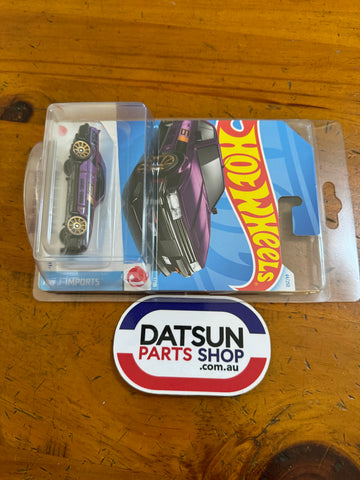 HOT WHEELS
J-IMPORTS
DATSUN
PARTS SHOP
.com.au